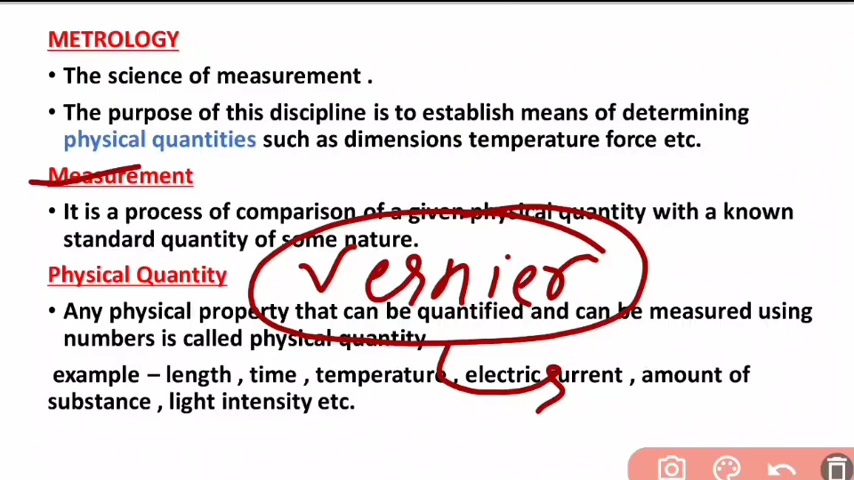 METROLOGY
• The science of measurement .
• The purpose of this discipline is to establish means of determining
physical quantities such as dimensions temperature force etc.
Measurement
• It is a process of comparison of a given physical quantity with a known
standard quantity of some nature.
Vernier
Physical Quantity
• Any physical property that can be quantified and can be measured using
numbers is called physical quantity
example – length , time , temperature , electric current , amount of
substance , light intensity etc.